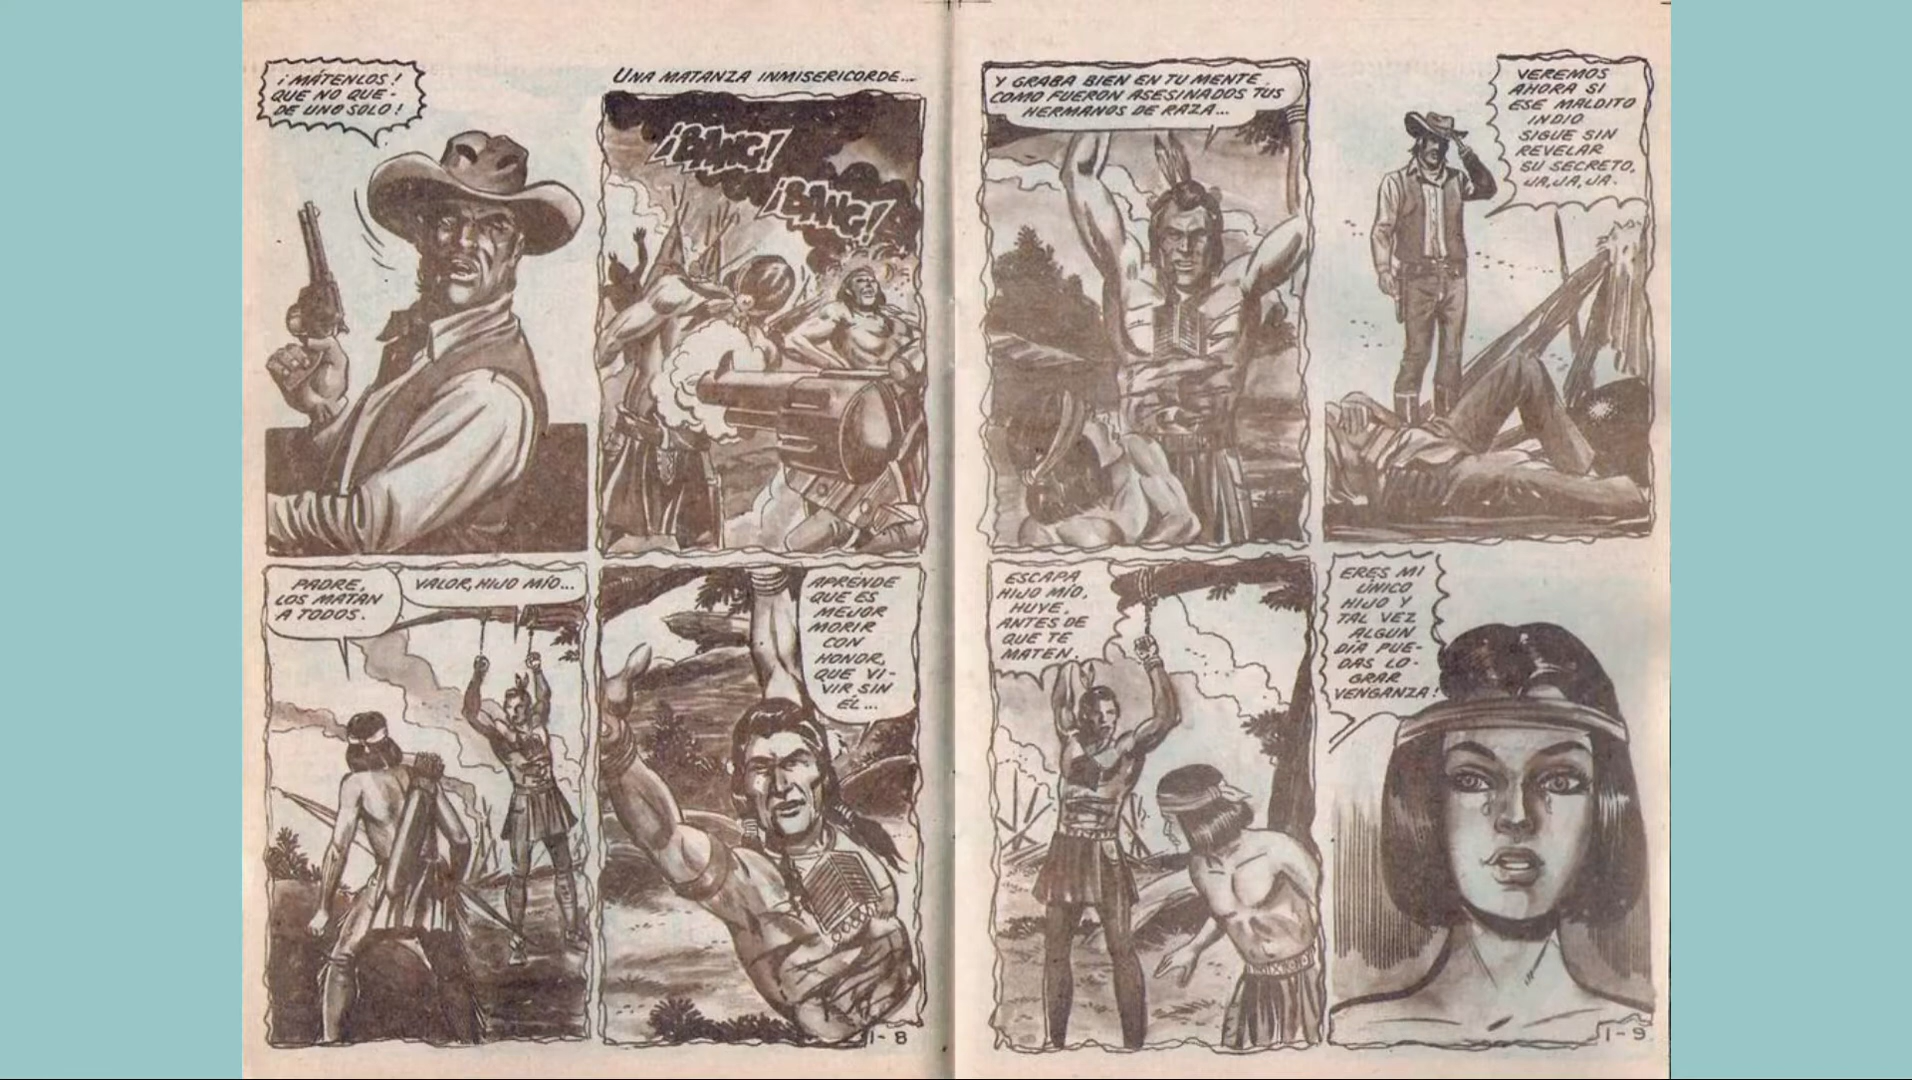 ¡MÁTENLOS!
QUE NO QUE-
DE UNO SOLO!
UNA MATANZA INMISERICORDE...
¡BANG!
¡BANG!
PADRE,
LOS MATAN
A TODOS.
VALOR, HIJO MÍO...
APRENDE
QUE ES
MEJOR
MORIR
CON
HONOR,
QUE VI-
VIR SIN
ÉL...
1-8
Y GRABA BIEN EN TU MENTE
COMO FUERON ASESINADOS TUS
HERMANOS DE RAZA...
VEREMOS
AHORA SI
ESE MALDITO
INDIO
SIGUE SIN
REVELAR
SU SECRETO,
JA, JA, JA.
ESCAPA
HIJO MÍO,
HUYE,
ANTES DE
QUE TE
MATEN.
ERES MI
ÚNICO
HIJO Y
TAL VEZ
ALGUN
DÍA PUE-
DAS LO-
GRAR
VENGANZA!
1-9